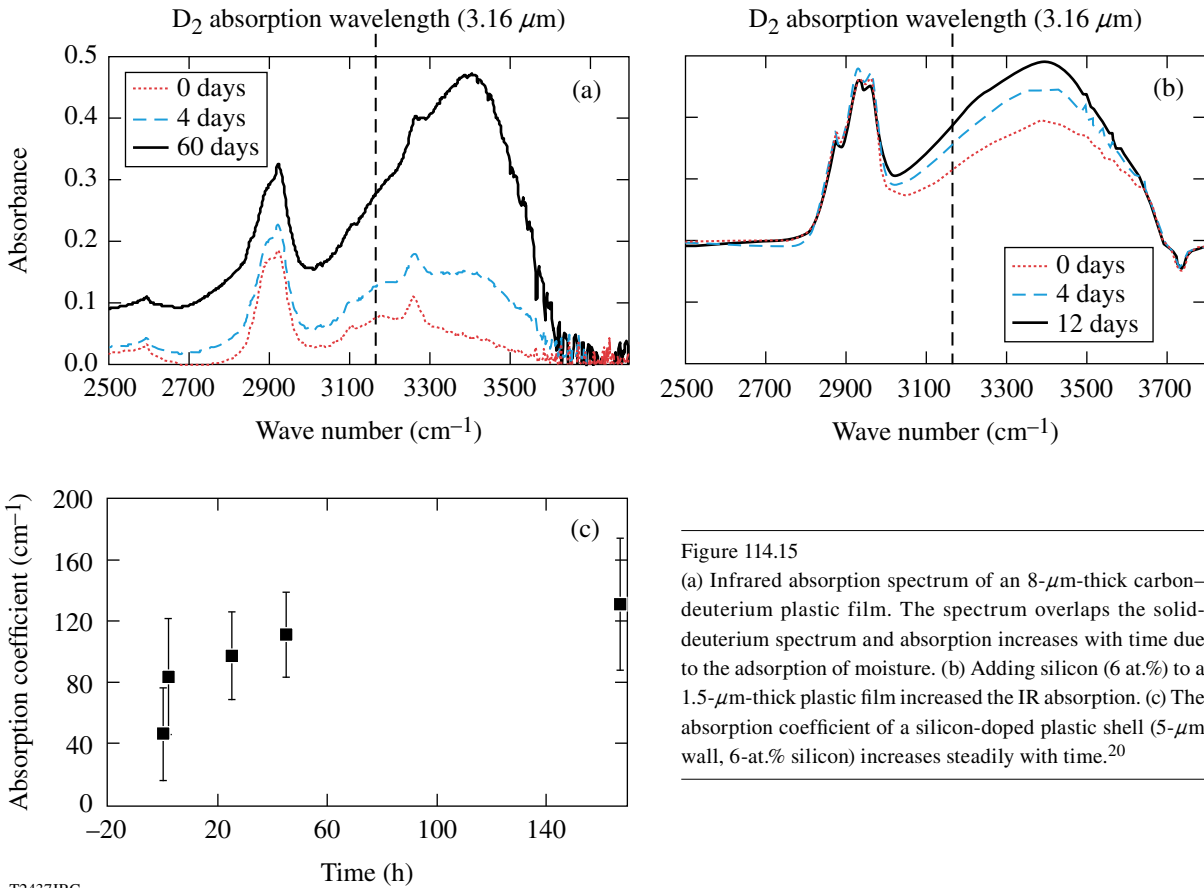 D2 absorption wavelength (3.16 μm)
D2 absorption wavelength (3.16 μm)
(a)
0 days
4 days
60 days
0.5
0.4
0.3
0.2
0.1
0.0
Absorbance
2500 2900 3300 3700
Wave number (cm–1)
(b)
0 days
4 days
12 days
2500 2900 3300 3700
Wave number (cm–1)
(c)
200
160
120
80
40
0
Absorption coefficient (cm–1)
–20 20 60 100 140
Time (h)
Figure 114.15
(a) Infrared absorption spectrum of an 8-μm-thick carbon–
deuterium plastic film. The spectrum overlaps the solid-
deuterium spectrum and absorption increases with time due
to the adsorption of moisture. (b) Adding silicon (6 at.%) to a
1.5-μm-thick plastic film increased the IR absorption. (c) The
absorption coefficient of a silicon-doped plastic shell (5-μm
wall, 6-at.% silicon) increases steadily with time.20